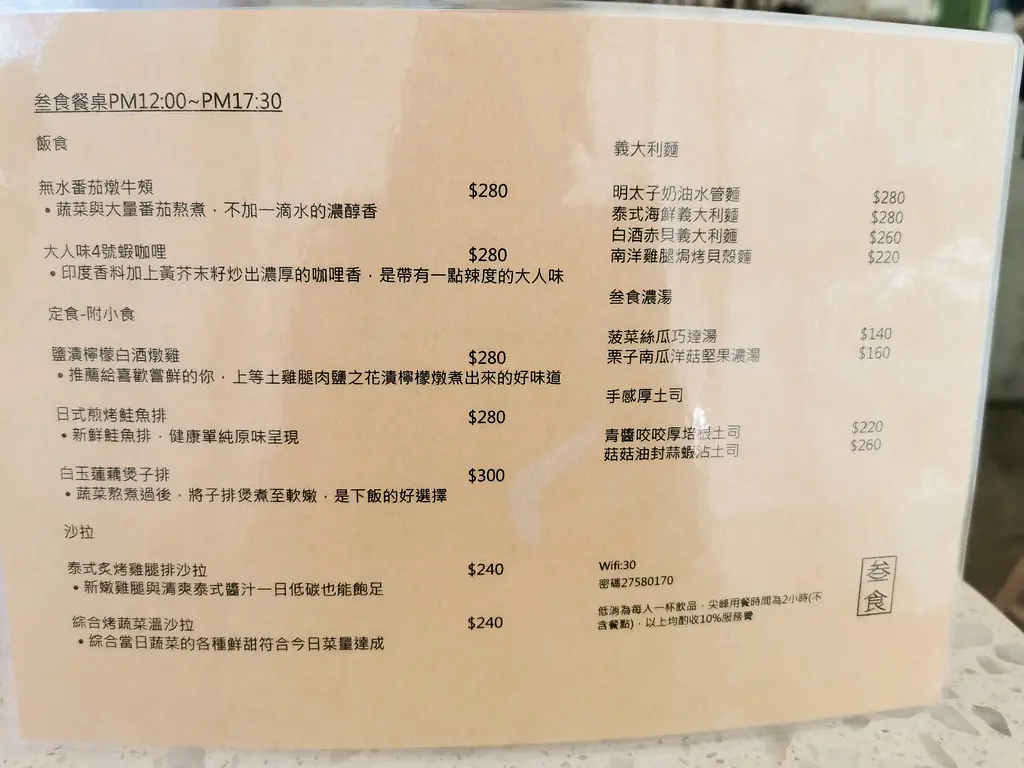 叁食餐桌PM12:00~PM17:30
飯食
無水番茄燉牛頰 $280
•蔬菜與大量番茄熬煮，不加一滴水的濃醇香
大人味4號蝦咖哩 $280
•印度香料加上黃芥末籽炒出濃厚的咖哩香，是帶有一點辣度的大人味
定食-附小食
鹽漬檸檬白酒燉雞 $280
•推薦給喜歡嘗鮮的你，上等土雞腿肉鹽之花漬檸檬燉煮出來的好味道
日式煎烤鮭魚排 $280
•新鮮鮭魚排，健康單純原味呈現
白玉蓮藕煲子排 $300
•蔬菜熬煮過後，將子排煲煮至軟嫩，是下飯的好選擇
沙拉
泰式炙烤雞腿排沙拉 $240
•新嫩雞腿與清爽泰式醬汁一日低碳也能飽足
綜合烤蔬菜溫沙拉 $240
•綜合當日蔬菜的各種鮮甜符合今日菜量達成
義大利麵
明太子奶油水管麵 $280
泰式海鮮義大利麵 $280
白酒赤貝義大利麵 $260
南洋雞腿焗烤貝殼麵 $220
叁食濃湯
菠菜絲瓜巧達湯 $140
栗子南瓜洋菇堅果濃湯 $160
手感厚土司
青醬咬咬厚培根土司 $220
菇菇油封蒜蝦沾土司 $260
Wifi:30
密碼27580170
低消為每人一杯飲品，尖峰用餐時間為2小時(不
含餐點)，以上均酌收10%服務費
叁食